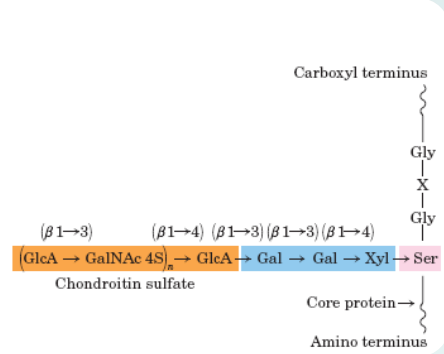 Carboxyl terminus
Gly
X
Gly
(β1→3) (β1→4) (β1→3) (β1→3) (β1→4)
(GlcA → GalNAc 4S)n → GlcA → Gal → Gal → Xyl → Ser
Chondroitin sulfate
Core protein→
Amino terminus